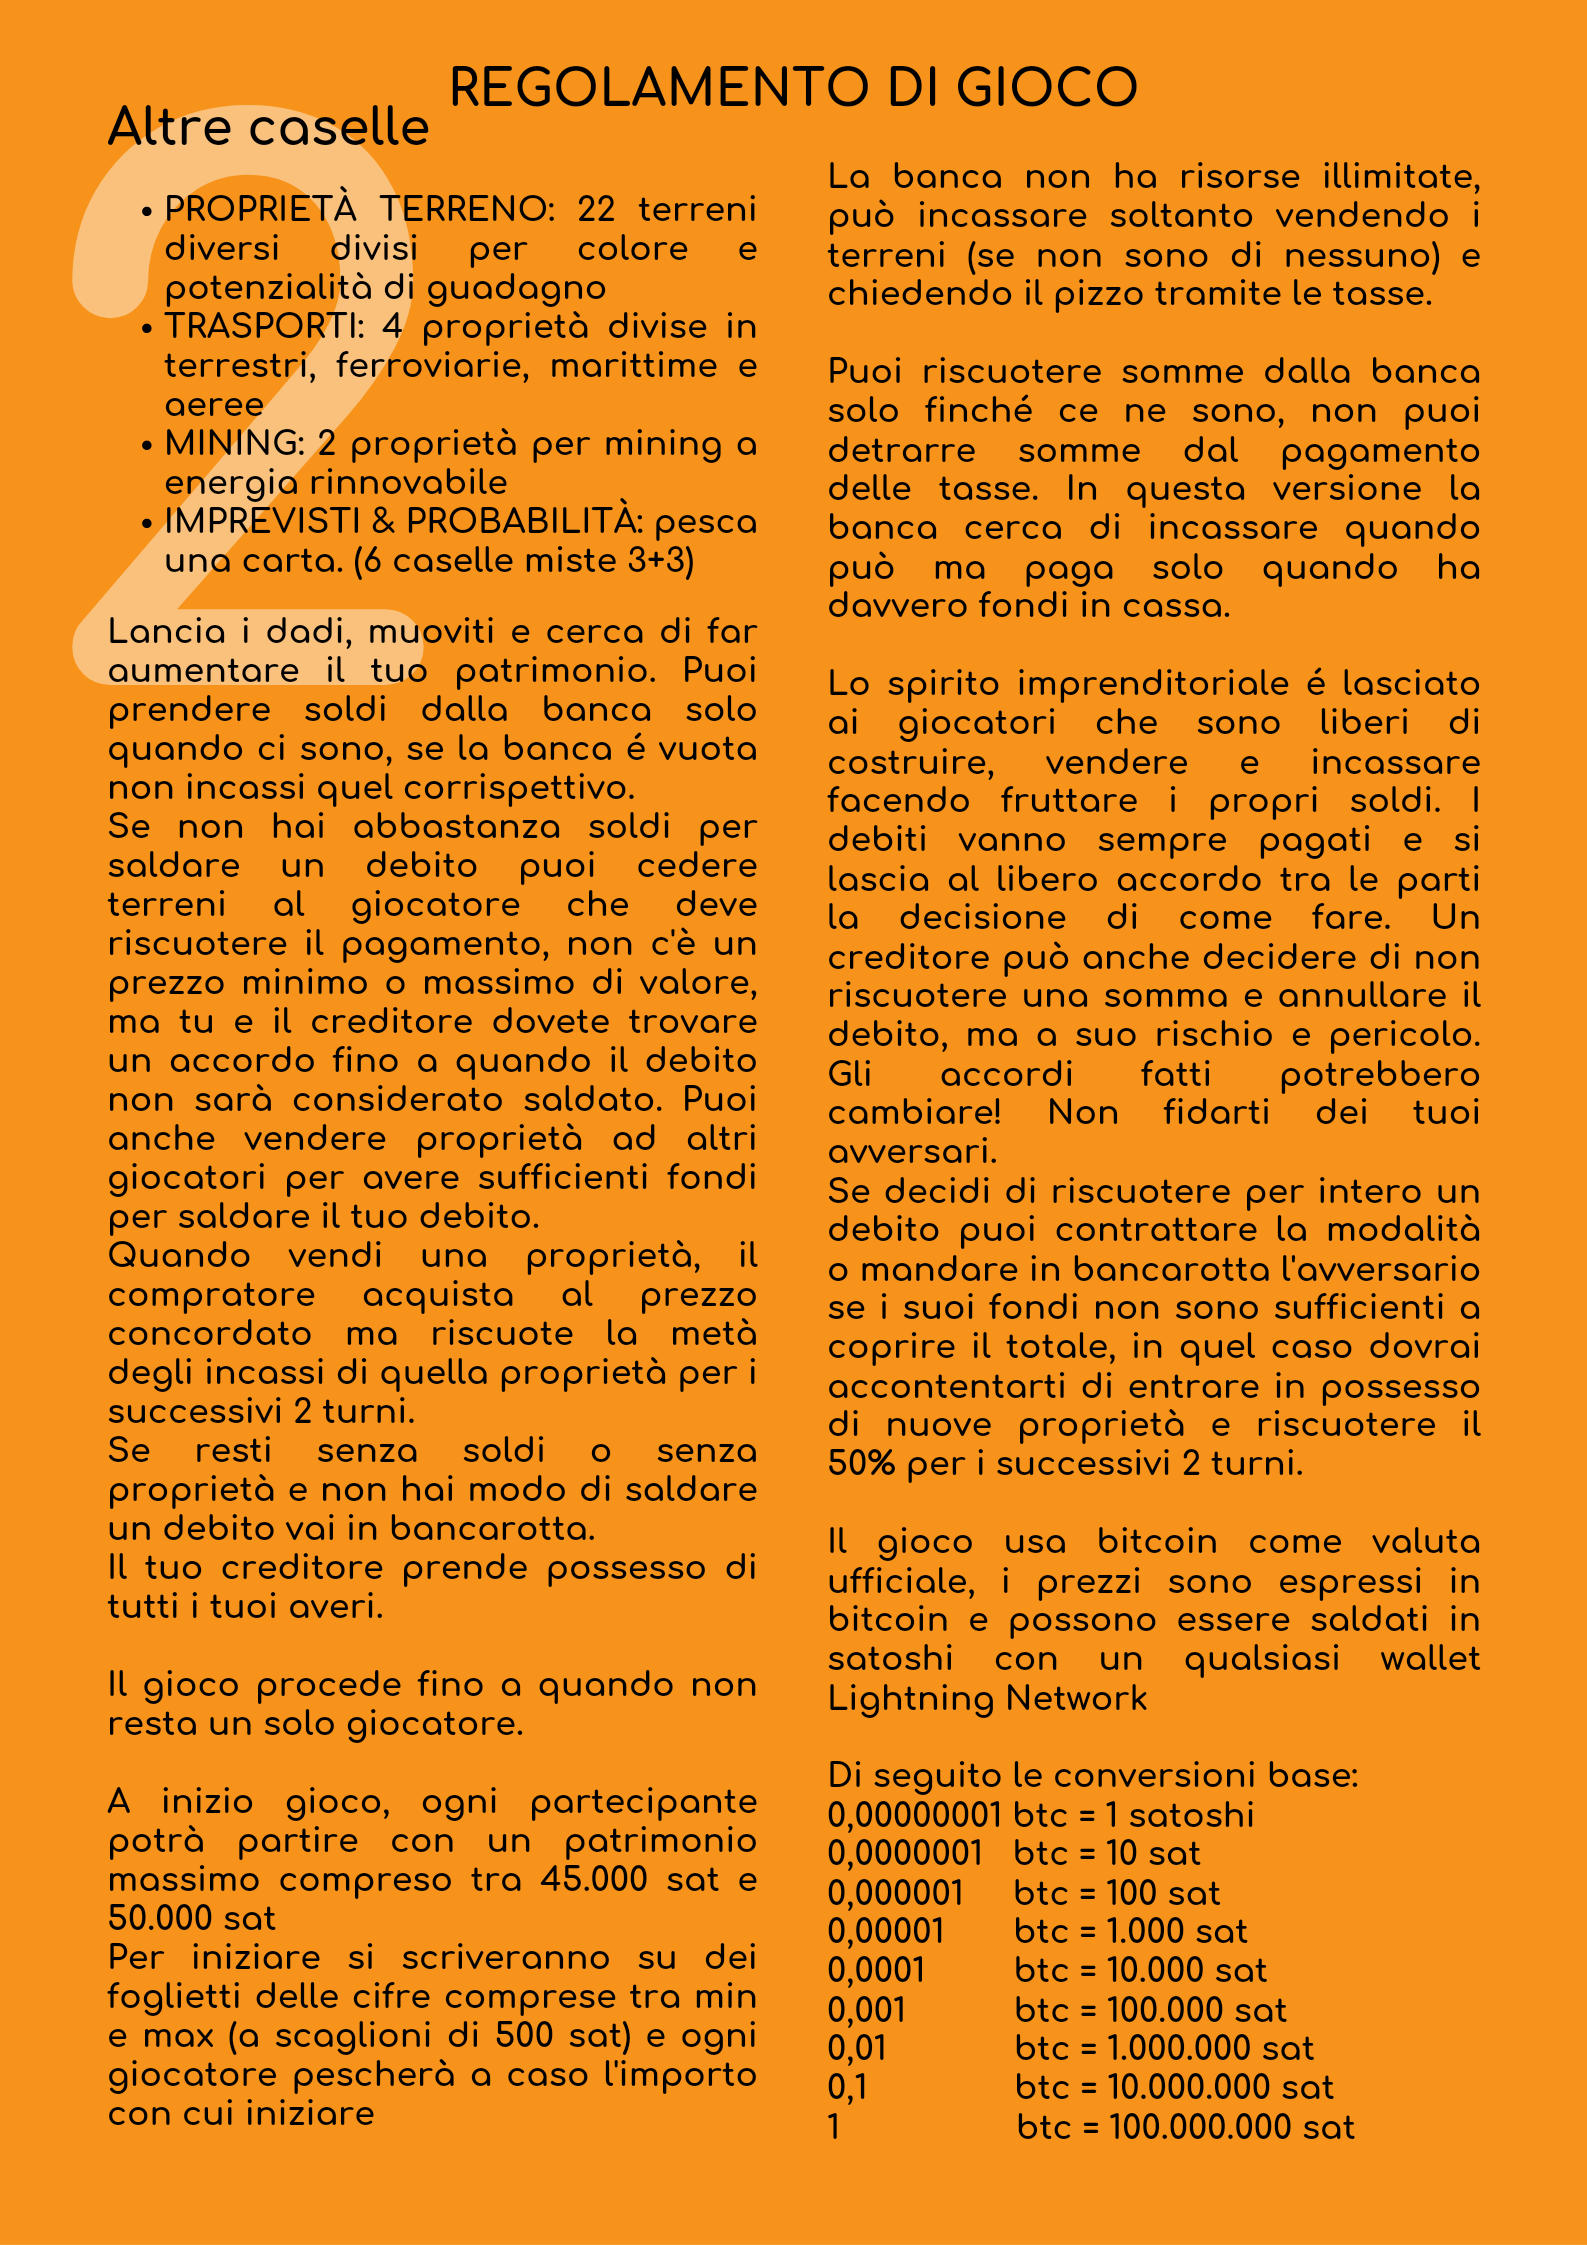 REGOLAMENTO DI GIOCO
2
Altre caselle
• PROPRIETÀ TERRENO: 22 terreni
diversi divisi per colore e
potenzialità di guadagno
• TRASPORTI: 4 proprietà divise in
terrestri, ferroviarie, marittime e
aeree
• MINING: 2 proprietà per mining a
energia rinnovabile
• IMPREVISTI & PROBABILITÀ: pesca
una carta. (6 caselle miste 3+3)
Lancia i dadi, muoviti e cerca di far
aumentare il tuo patrimonio. Puoi
prendere soldi dalla banca solo
quando ci sono, se la banca é vuota
non incassi quel corrispettivo.
Se non hai abbastanza soldi per
saldare un debito puoi cedere
terreni al giocatore che deve
riscuotere il pagamento, non c'è un
prezzo minimo o massimo di valore,
ma tu e il creditore dovete trovare
un accordo fino a quando il debito
non sarà considerato saldato. Puoi
anche vendere proprietà ad altri
giocatori per avere sufficienti fondi
per saldare il tuo debito.
Quando vendi una proprietà, il
compratore acquista al prezzo
concordato ma riscuote la metà
degli incassi di quella proprietà per i
successivi 2 turni.
Se resti senza soldi o senza
proprietà e non hai modo di saldare
un debito vai in bancarotta.
Il tuo creditore prende possesso di
tutti i tuoi averi.
Il gioco procede fino a quando non
resta un solo giocatore.
A inizio gioco, ogni partecipante
potrà partire con un patrimonio
massimo compreso tra 45.000 sat e
50.000 sat
Per iniziare si scriveranno su dei
foglietti delle cifre comprese tra min
e max (a scaglioni di 500 sat) e ogni
giocatore pescherà a caso l'importo
con cui iniziare
La banca non ha risorse illimitate,
può incassare soltanto vendendo i
terreni (se non sono di nessuno) e
chiedendo il pizzo tramite le tasse.
Puoi riscuotere somme dalla banca
solo finché ce ne sono, non puoi
detrarre somme dal pagamento
delle tasse. In questa versione la
banca cerca di incassare quando
può ma paga solo quando ha
davvero fondi in cassa.
Lo spirito imprenditoriale é lasciato
ai giocatori che sono liberi di
costruire, vendere e incassare
facendo fruttare i propri soldi. I
debiti vanno sempre pagati e si
lascia al libero accordo tra le parti
la decisione di come fare. Un
creditore può anche decidere di non
riscuotere una somma e annullare il
debito, ma a suo rischio e pericolo.
Gli accordi fatti potrebbero
cambiare! Non fidarti dei tuoi
avversari.
Se decidi di riscuotere per intero un
debito puoi contrattare la modalità
o mandare in bancarotta l'avversario
se i suoi fondi non sono sufficienti a
coprire il totale, in quel caso dovrai
accontentarti di entrare in possesso
di nuove proprietà e riscuotere il
50% per i successivi 2 turni.
Il gioco usa bitcoin come valuta
ufficiale, i prezzi sono espressi in
bitcoin e possono essere saldati in
satoshi con un qualsiasi wallet
Lightning Network
Di seguito le conversioni base:
0,00000001 btc = 1 satoshi
0,0000001 btc = 10 sat
0,000001 btc = 100 sat
0,00001 btc = 1.000 sat
0,0001 btc = 10.000 sat
0,001 btc = 100.000 sat
0,01 btc = 1.000.000 sat
0,1 btc = 10.000.000 sat
1 btc = 100.000.000 sat